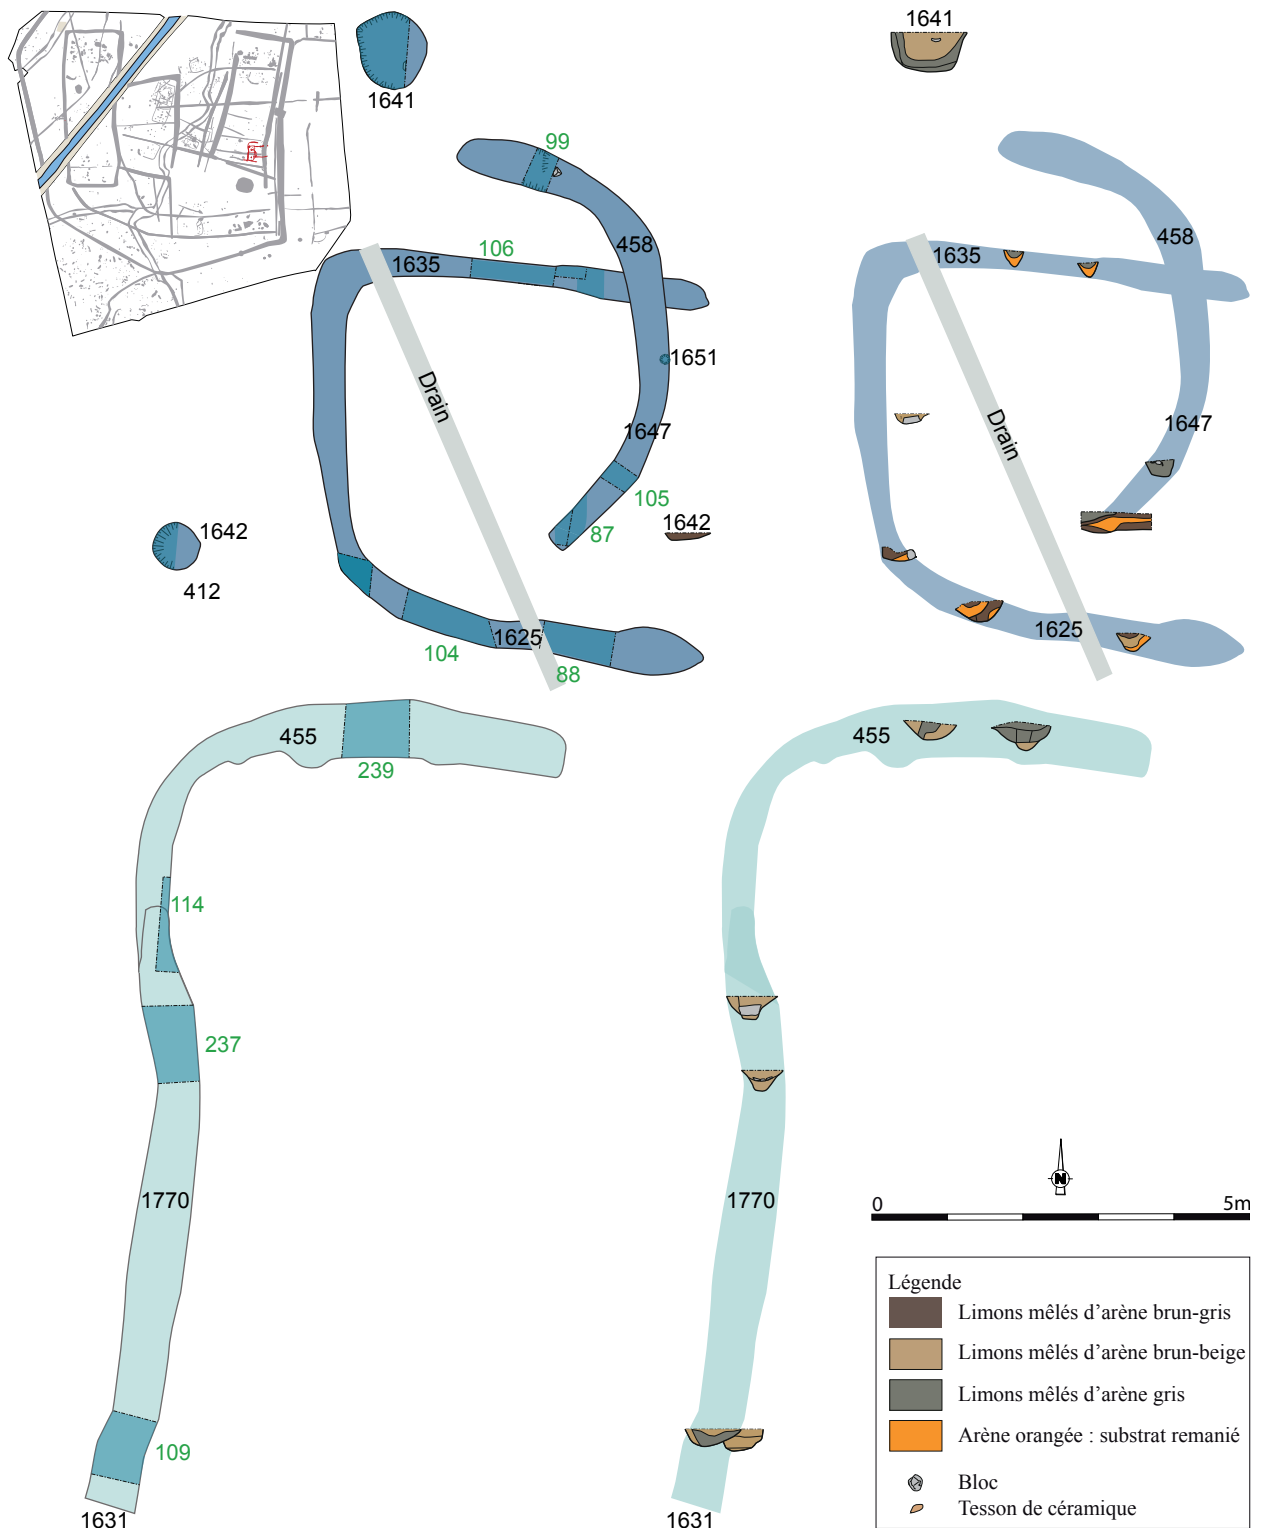 1641
1641
99
458
458
106
1635
1635
1651
Drain
Drain
1647
1647
105
1642
87
1642
412
1625
1625
104
88
455
455
239
114
237
1770
1770
N
0 5m
Légende
Limons mêlés d’arène brun-gris
Limons mêlés d’arène brun-beige
Limons mêlés d’arène gris
Arène orangée : substrat remanié
109
Bloc
Tesson de céramique
1631
1631